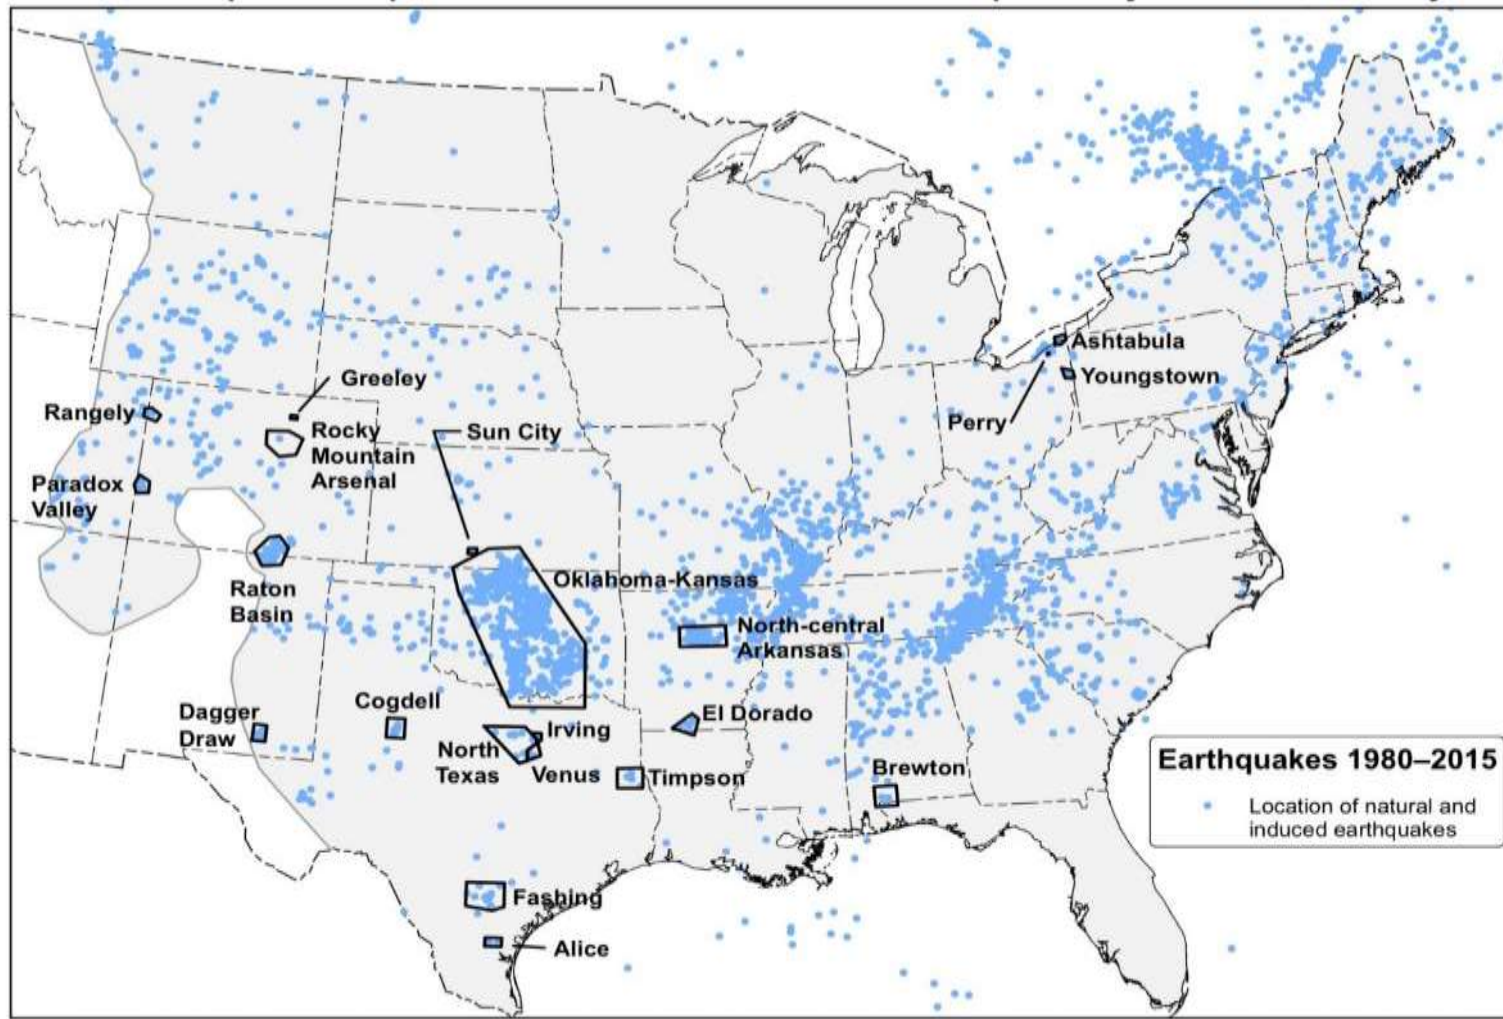 Ashtabula
Youngstown
Perry
Greeley
Rangely
Rocky
Mountain
Arsenal
Sun City
Paradox
Valley
Raton
Basin
Oklahoma-Kansas
North-central
Arkansas
Dagger
Draw
Cogdell
El Dorado
Irving
North
Texas
Venus
Timpson
Brewton
Fashing
Alice
Earthquakes 1980–2015
Location of natural and
induced earthquakes